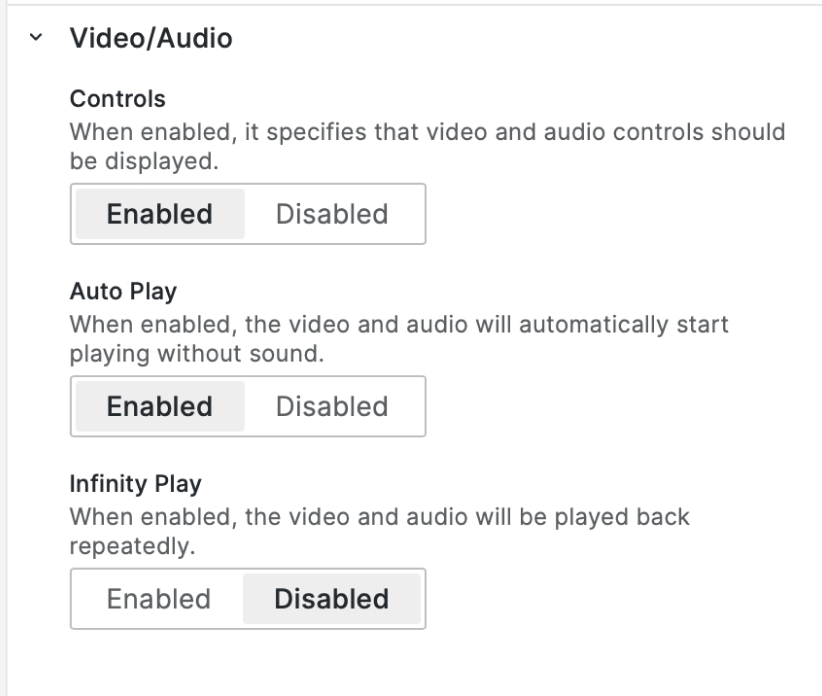 Video/Audio
Controls
When enabled, it specifies that video and audio controls should
be displayed.
Enabled Disabled
Auto Play
When enabled, the video and audio will automatically start
playing without sound.
Enabled Disabled
Infinity Play
When enabled, the video and audio will be played back
repeatedly.
Enabled Disabled